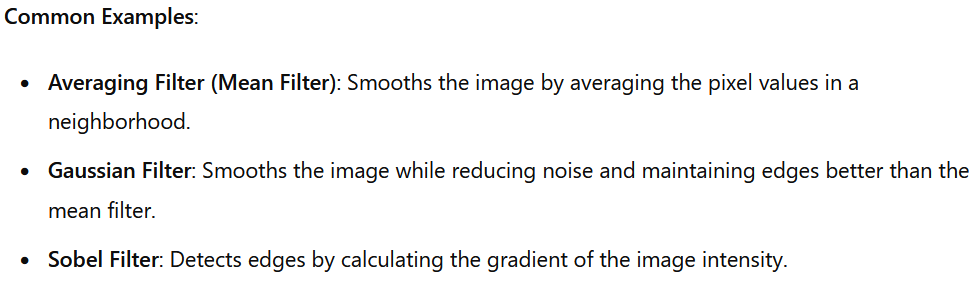 Common Examples:
• Averaging Filter (Mean Filter): Smooths the image by averaging the pixel values in a
neighborhood.
• Gaussian Filter: Smooths the image while reducing noise and maintaining edges better than the
mean filter.
• Sobel Filter: Detects edges by calculating the gradient of the image intensity.